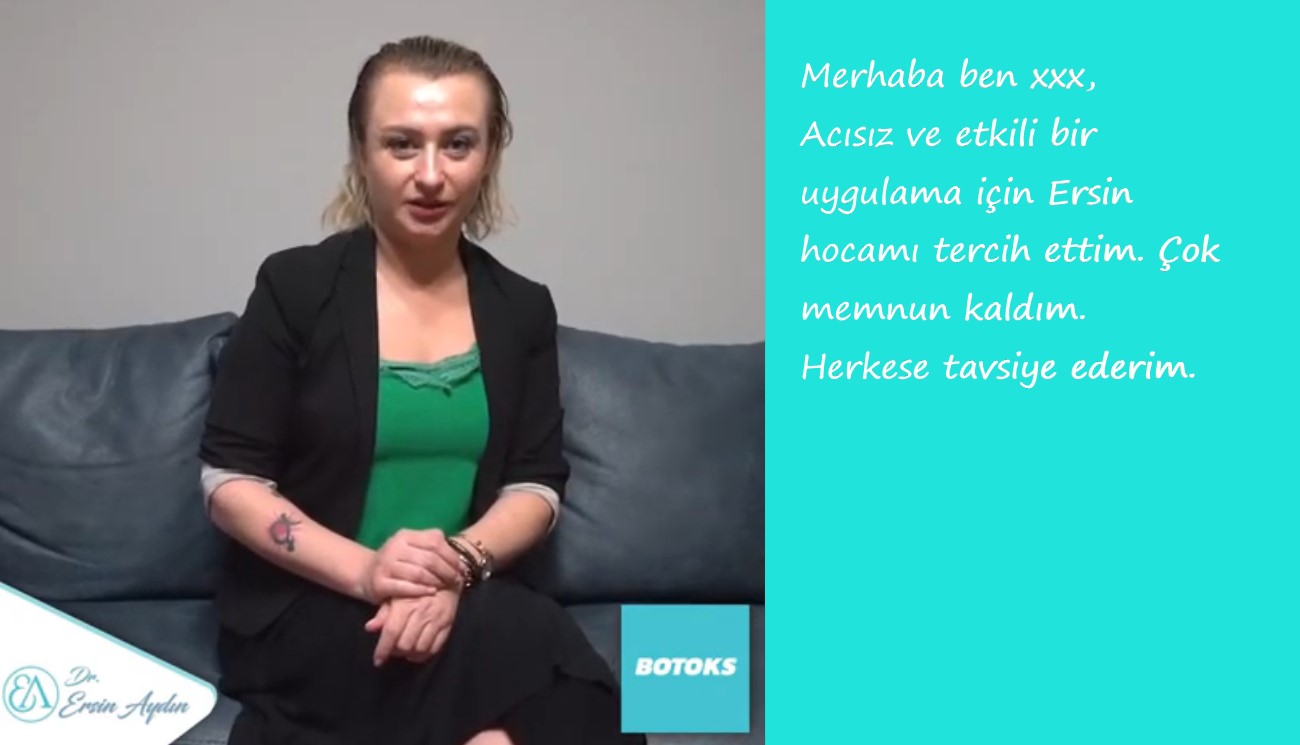 Merhaba ben xxx,
Acısız ve etkili bir
uygulama için Ersin
hocamı tercih ettim. Çok
memnun kaldım.
Herkese tavsiye ederim.
BOTOKS
EA
Dr.
Ersin Aydın